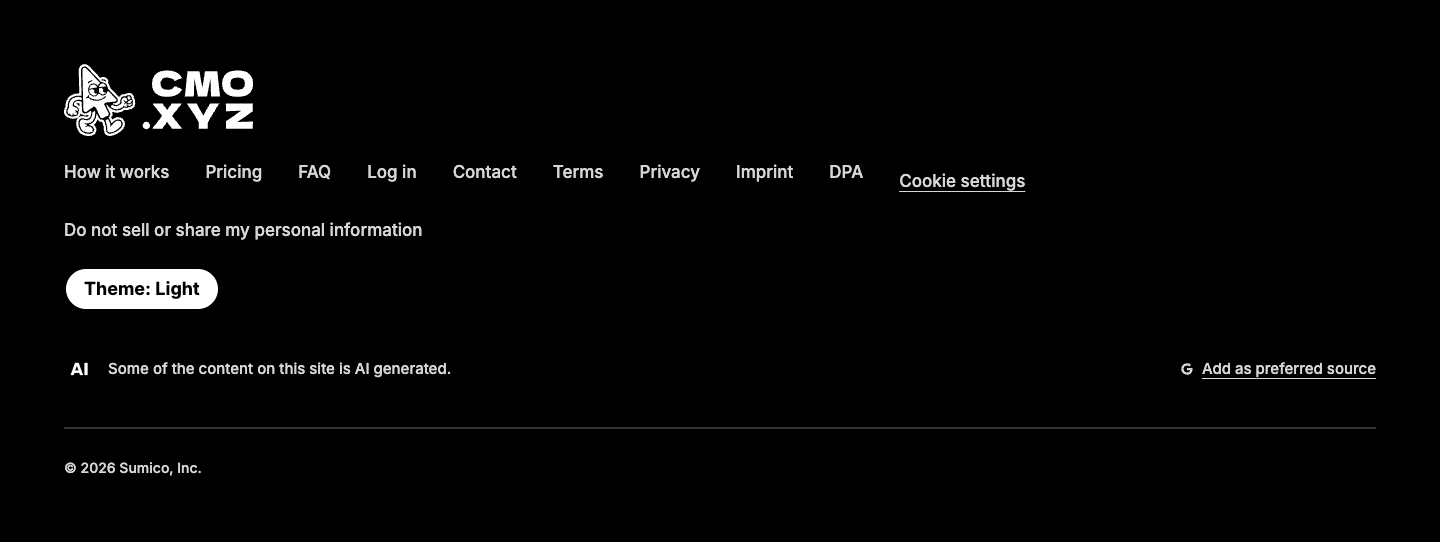 CMO
.XYZ
How it works Pricing FAQ Log in Contact Terms Privacy Imprint DPA Cookie settings
Do not sell or share my personal information
Theme: Light
AI Some of the content on this site is AI generated.
G Add as preferred source
© 2026 Sumico, Inc.